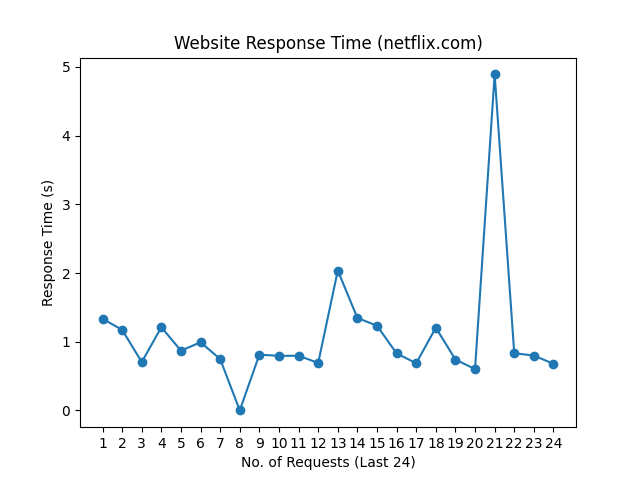 Website Response Time (netflix.com)
5
4
3
2
1
0
Response Time (s)
1 2 3 4 5 6 7 8 9 10 11 12 13 14 15 16 17 18 19 20 21 22 23 24
No. of Requests (Last 24)